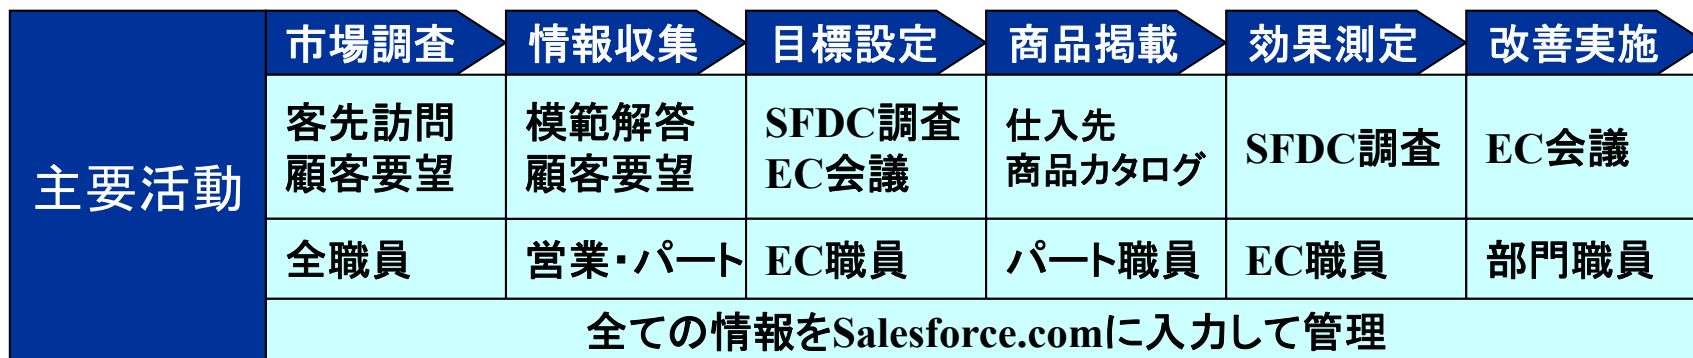 市場調査
情報収集
目標設定
商品掲載
効果測定
改善実施
主要活動
客先訪問
顧客要望
模範解答
顧客要望
SFDC調査
EC会議
仕入先
商品カタログ
SFDC調査
EC会議
全職員
営業・パート
EC職員
パート職員
EC職員
部門職員
全ての情報をSalesforce.comに入力して管理